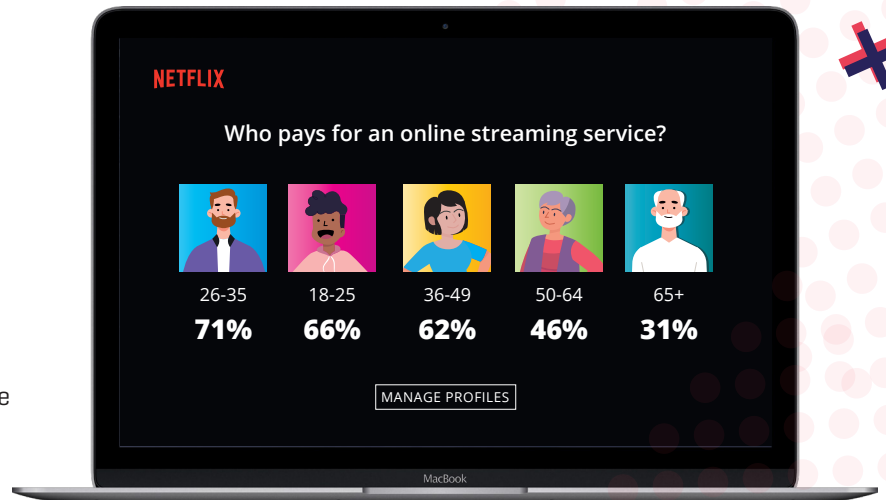 NETFLIX
Who pays for an online streaming service?
26-35 18-25 36-49 50-64 65+
71% 66% 62% 46% 31%
e
MANAGE PROFILES
MacBook